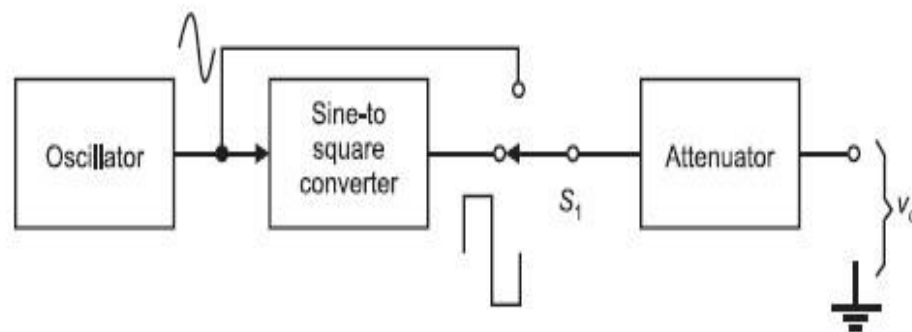 Oscillator
Sine-to
square
converter
S1
Attenuator